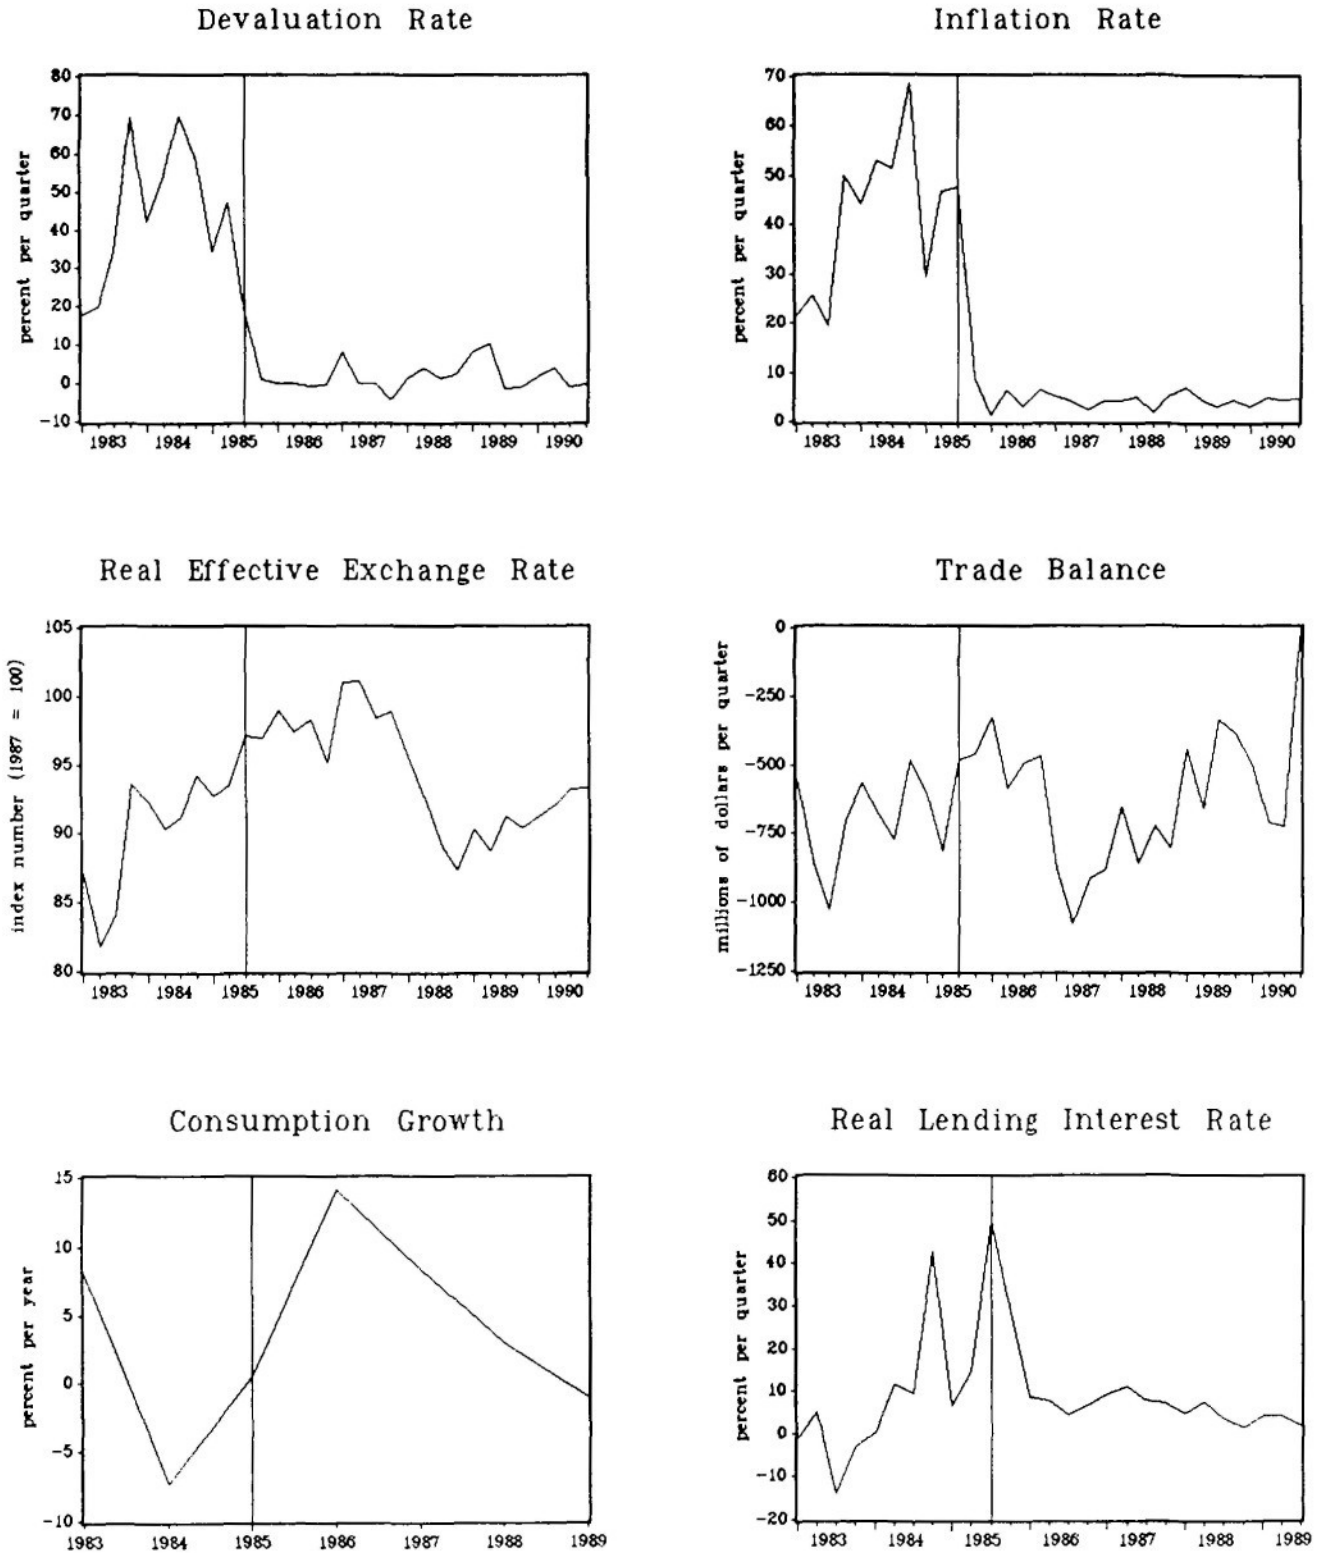 Devaluation Rate
percent per quarter
80
70
60
50
40
30
20
10
0
-10
1983 1984 1985 1986 1987 1988 1989 1990
Inflation Rate
percent per quarter
70
60
50
40
30
20
10
0
1983 1984 1985 1986 1987 1988 1989 1990
Real Effective Exchange Rate
index number (1987 = 100)
105
100
95
90
85
80
1983 1984 1985 1986 1987 1988 1989 1990
Trade Balance
millions of dollars per quarter
0
-250
-500
-750
-1000
-1250
1983 1984 1985 1986 1987 1988 1989 1990
Consumption Growth
percent per year
15
10
5
0
-5
-10
1983 1984 1985 1986 1987 1988 1989
Real Lending Interest Rate
percent per quarter
60
50
40
30
20
10
0
-10
-20
1983 1984 1985 1986 1987 1988 1989